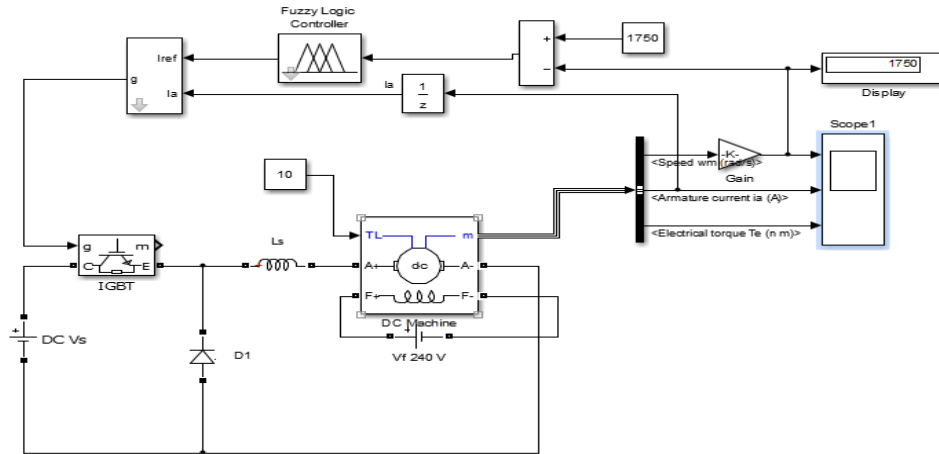 Fuzzy Logic
Controller
+
−
1750
1750
Display
Iref
g
Ia
Ia
1
z
Scope1
-K-
Gain
<Speed wm (rad/s)>
<Armature current ia (A)>
<Electrical torque Te (n m)>
10
TL
m
dc
A+
A-
F+
F-
DC Machine
+
Vf 240 V
g
m
C
E
IGBT
Ls
+
DC Vs
D1